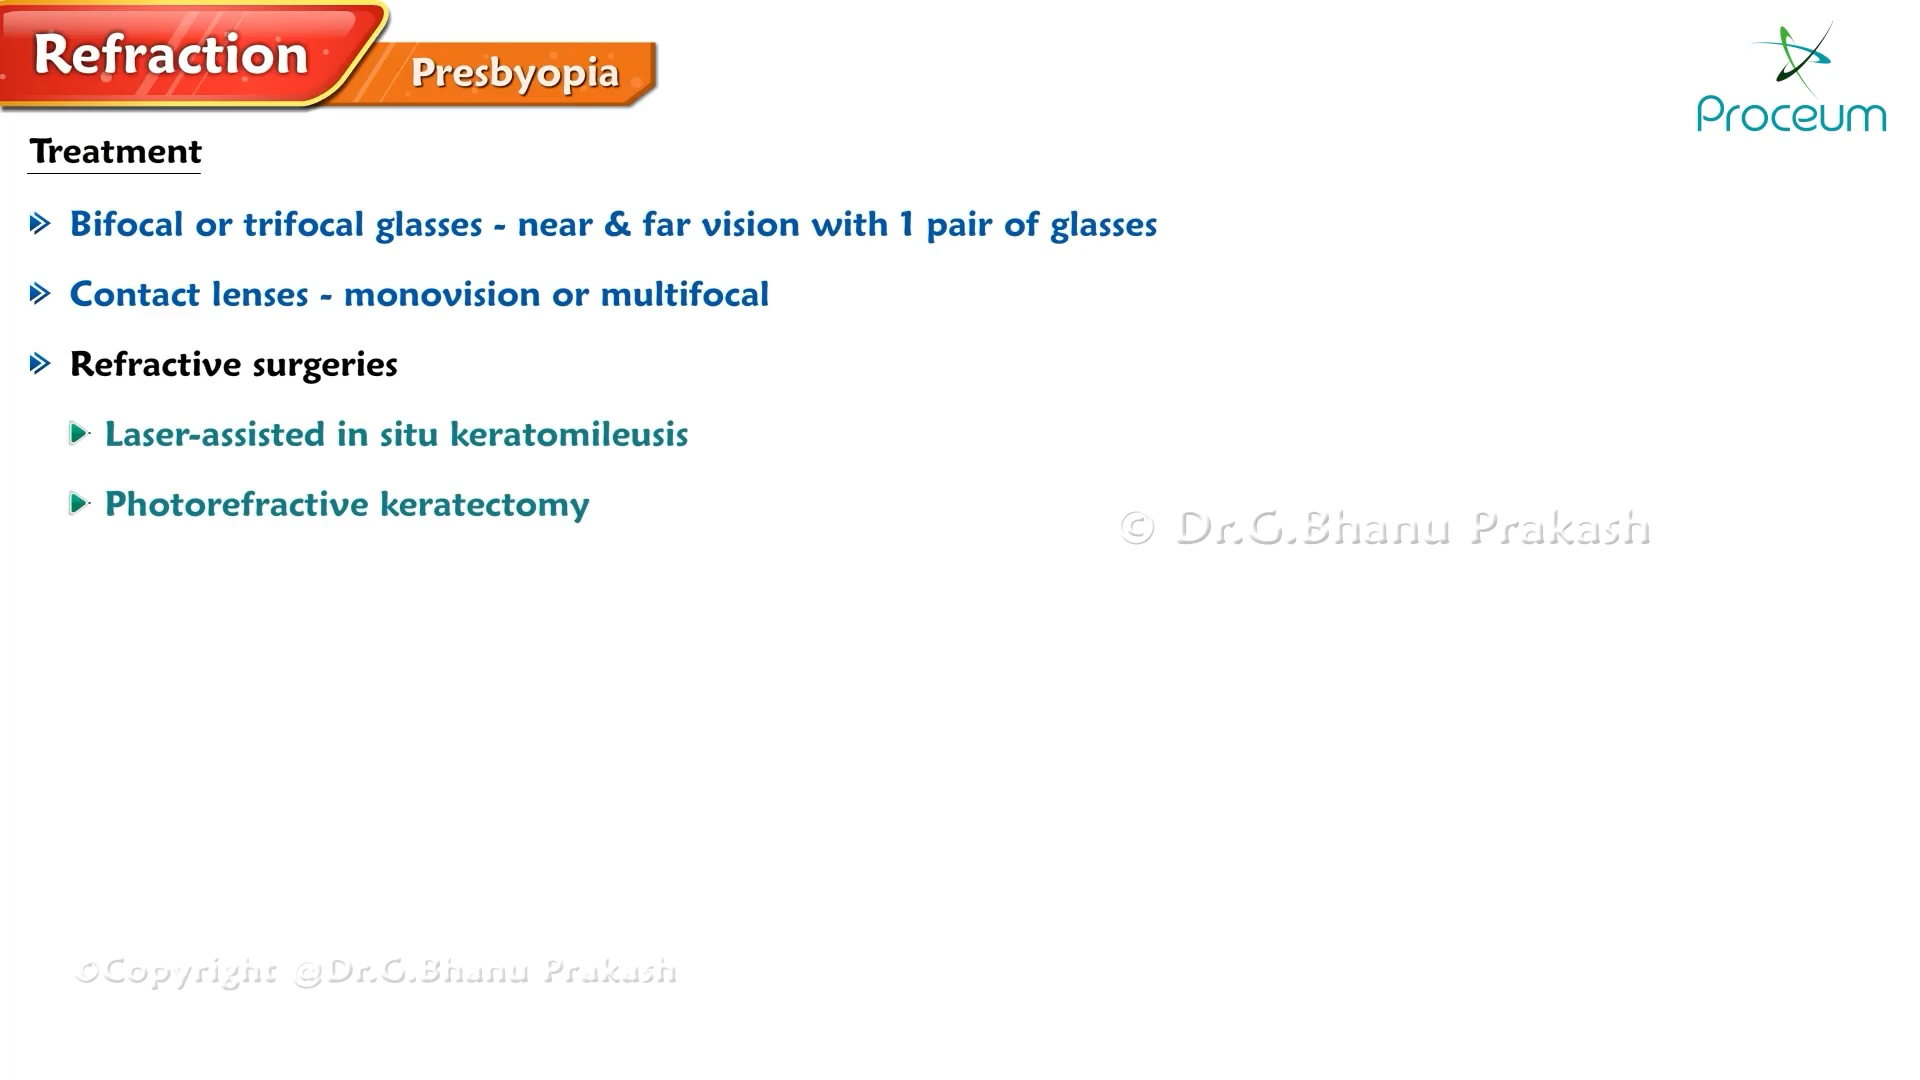 Refraction
Presbyopia
Proceum
Treatment
Bifocal or trifocal glasses - near & far vision with 1 pair of glasses
Contact lenses - monovision or multifocal
Refractive surgeries
Laser-assisted in situ keratomileusis
Photorefractive keratectomy
© Dr.G.Bhanu Prakash
©Copyright @Dr.G.Bhanu Prakash